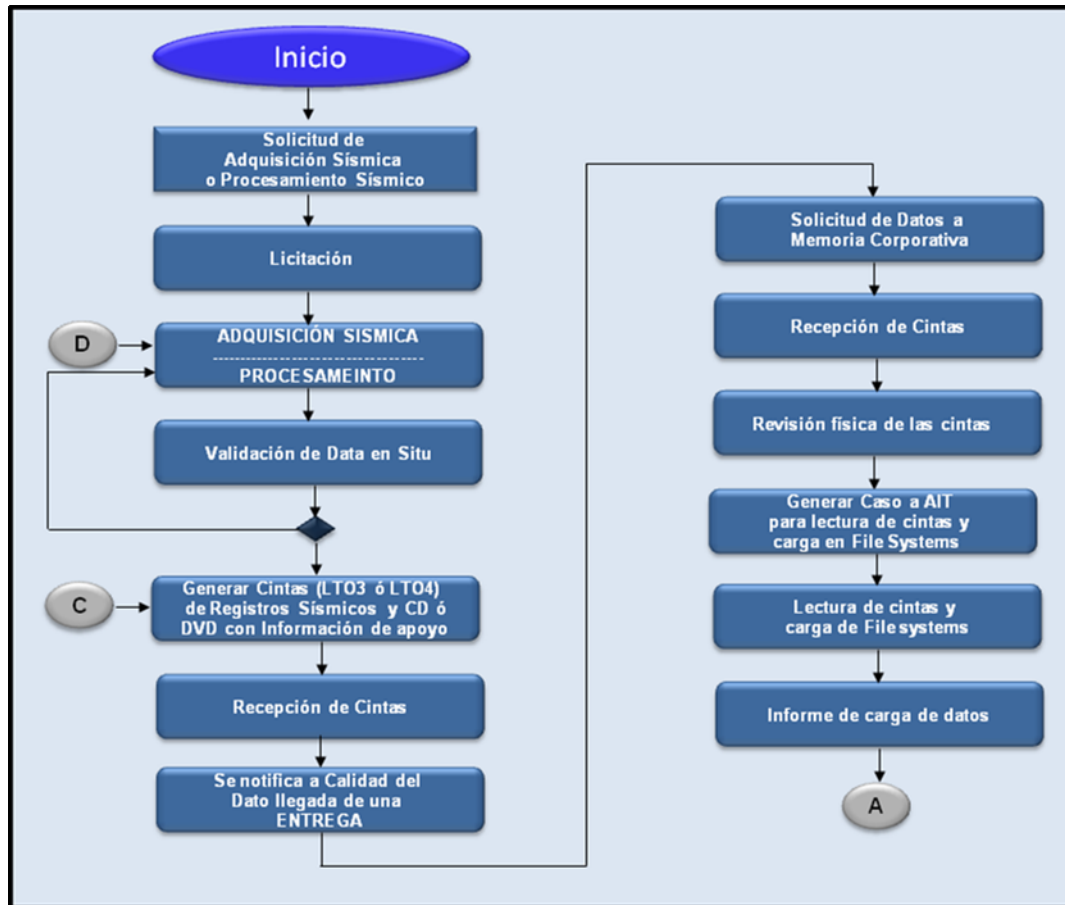 Inicio
Solicitud de
Adquisición Sísmica
o Procesamiento Sísmico
Licitación
D
ADQUISICIÓN SISMICA
------------------------------------
PROCESAMEINTO
Validación de Data en Situ
C
Generar Cintas (LTO3 ó LTO4)
de Registros Sísmicos y CD ó
DVD con Información de apoyo
Recepción de Cintas
Se notifica a Calidad del
Dato llegada de una
ENTREGA
Solicitud de Datos a
Memoria Corporativa
Recepción de Cintas
Revisión física de las cintas
Generar Caso a AIT
para lectura de cintas y
carga en File Systems
Lectura de cintas y
carga de File systems
Informe de carga de datos
A